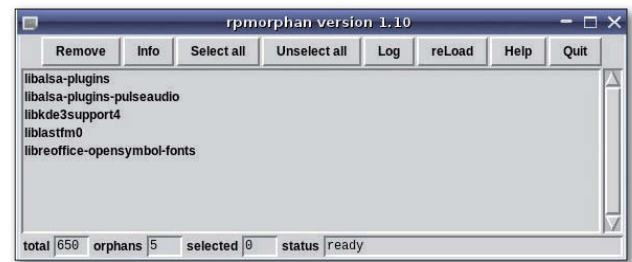 rpmorphan version 1.10
Remove Info Select all Unselect all Log reLoad Help Quit
libalsa-plugins
libalsa-plugins-pulseaudio
libkde3support4
liblastfm0
libreoffice-opensymbol-fonts
total 650 orphans 5 selected 0 status ready